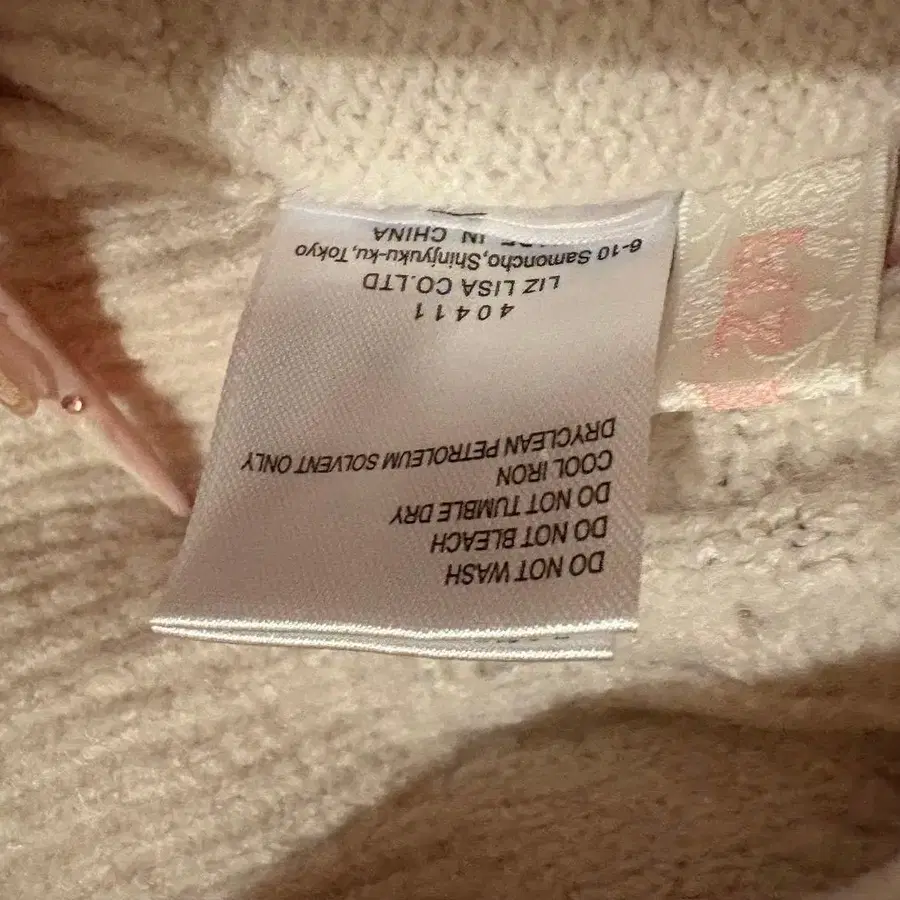 DO NOT WASH
DO NOT BLEACH
DO NOT TUMBLE DRY
COOL IRON
DRYCLEAN PETROLEUM SOLVENT ONLY
40411
LIZ LISA CO.LTD
6-10 Samoncho,Shinjyuku-ku,Tokyo
IN CHINA